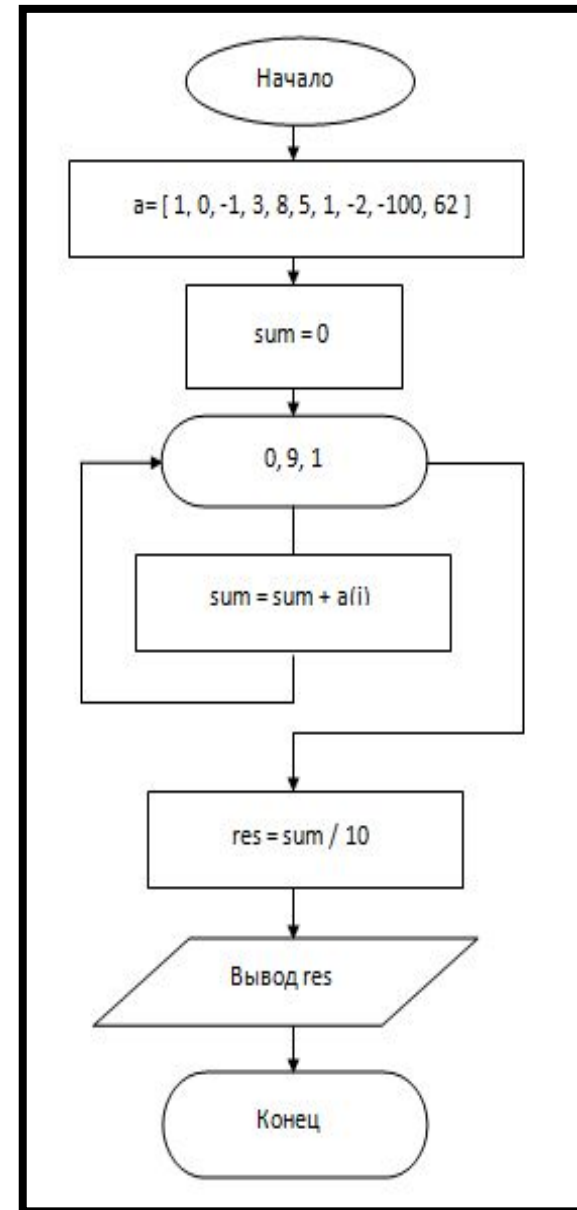 Начало
a= [ 1, 0, -1, 3, 8, 5, 1, -2, -100, 62 ]
sum = 0
0, 9, 1
sum = sum + a(i)
res = sum / 10
Вывод res
Конец